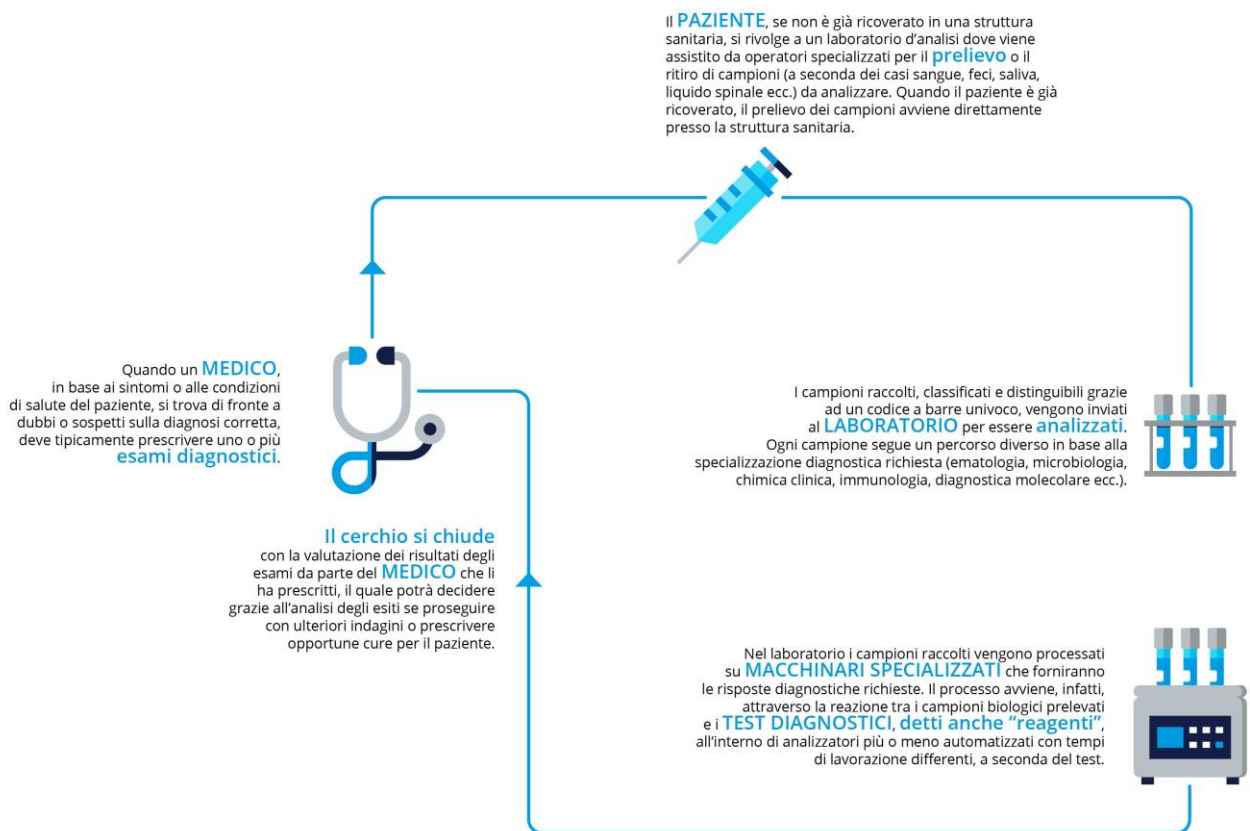 Il PAZIENTE, se non è già ricoverato in una struttura
sanitaria, si rivolge a un laboratorio d’analisi dove viene
assistito da operatori specializzati per il prelievo o il
ritiro di campioni (a seconda dei casi sangue, feci, saliva,
liquido spinale ecc.) da analizzare. Quando il paziente è già
ricoverato, il prelievo dei campioni avviene direttamente
presso la struttura sanitaria.
Quando un MEDICO,
in base ai sintomi o alle condizioni
di salute del paziente, si trova di fronte a
dubbi o sospetti sulla diagnosi corretta,
deve tipicamente prescrivere uno o più
esami diagnostici.
I campioni raccolti, classificati e distinguibili grazie
ad un codice a barre univoco, vengono inviati
al LABORATORIO per essere analizzati.
Ogni campione segue un percorso diverso in base alla
specializzazione diagnostica richiesta (ematologia, microbiologia,
chimica clinica, immunologia, diagnostica molecolare ecc.).
Il cerchio si chiude
con la valutazione dei risultati degli
esami da parte del MEDICO che li
ha prescritti, il quale potrà decidere
grazie all’analisi degli esiti se proseguire
con ulteriori indagini o prescrivere
opportune cure per il paziente.
Nel laboratorio i campioni raccolti vengono processati
su MACCHINARI SPECIALIZZATI che forniranno
le risposte diagnostiche richieste. Il processo avviene, infatti,
attraverso la reazione tra i campioni biologici prelevati
e i TEST DIAGNOSTICI, detti anche “reagenti”,
all’interno di analizzatori più o meno automatizzati con tempi
di lavorazione differenti, a seconda del test.